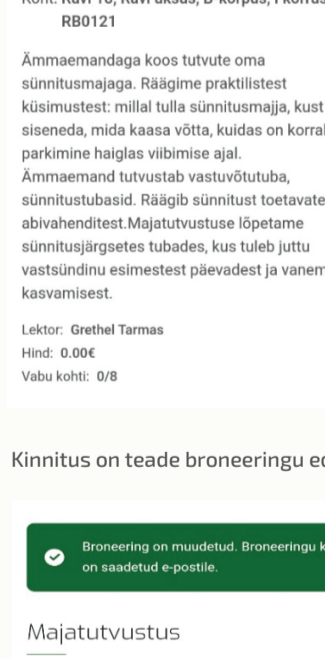 RB0121
Ämmaemandaga koos tutvute oma
sünnitusmajaga. Räägime praktilistest
küsimustest: millal tulla sünnitusmajja, kust
siseneda, mida kaasa võtta, kuidas on
parkimine haiglas viibimise ajal.
Ämmaemand tutvustab vastuvõtutuba,
sünnitustubasid. Räägib sünnitust
abivahenditest.Majatutvustuse lõpetame
sünnitusjärgsetes tubades, kus tuleb juttu
vastsündinu esimestest päevadest ja
kasvamisest.
Lektor: Grethel Tarmas
Hind: 0.00€
Vabu kohti: 0/8
Kinnitus on teade broneeringu
Broneering on muudetud. Broneeringu
on saadetud e-postile.
Majatutvustus